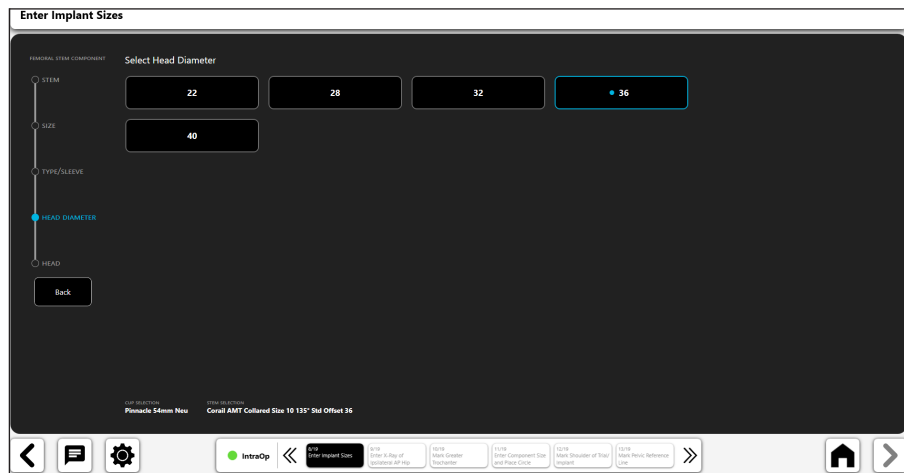 Enter Implant Sizes
FEMORAL STEM COMPONENT
Select Head Diameter
STEM
SIZE
TYPE/SLEEVE
HEAD DIAMETER
HEAD
Back
22
28
32
36
40
CUP SELECTION
Pinnacle 54mm Neu
STEM SELECTION
Corail AMT Collared Size 10 135° Std Offset 36
IntraOp
8/19
Enter Implant Sizes
9/19
Enter X-Ray of
Ipsilateral AP Hip
10/19
Mark Greater
Trochanter
11/19
Enter Component Size
and Place Circle
12/19
Mark Shoulder of Trial/
Implant
13/19
Mark Pelvic Reference
Line